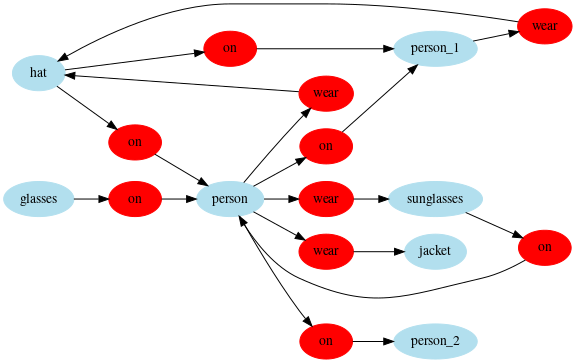 wear
on
person_1
hat
wear
on
on
glasses
on
person
wear
sunglasses
wear
jacket
on
on
person_2